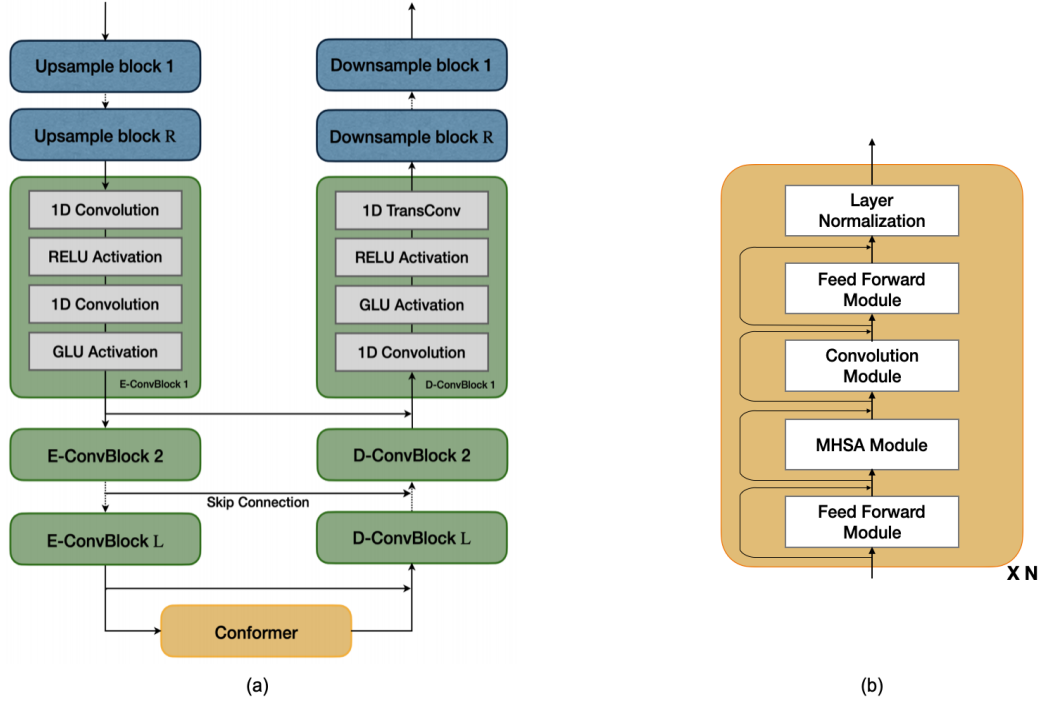 Upsample block 1
Upsample block R
1D Convolution
RELU Activation
1D Convolution
GLU Activation
E-ConvBlock 1
E-ConvBlock 2
E-ConvBlock L
Downsample block 1
Downsample block R
1D TransConv
RELU Activation
GLU Activation
1D Convolution
D-ConvBlock 1
D-ConvBlock 2
Skip Connection
D-ConvBlock L
Conformer
(a)
Layer
Normalization
Feed Forward
Module
Convolution
Module
MHSA Module
Feed Forward
Module
X N
(b)